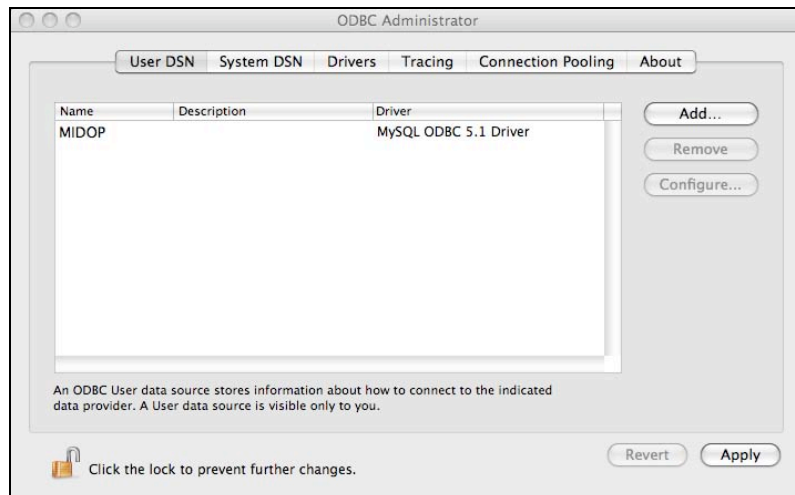 ODBC Administrator
User DSN System DSN Drivers Tracing Connection Pooling About
Name Description Driver
MIDOP MySQL ODBC 5.1 Driver
Add...
Remove
Configure...
An ODBC User data source stores information about how to connect to the indicated
data provider. A User data source is visible only to you.
Click the lock to prevent further changes.
Revert Apply